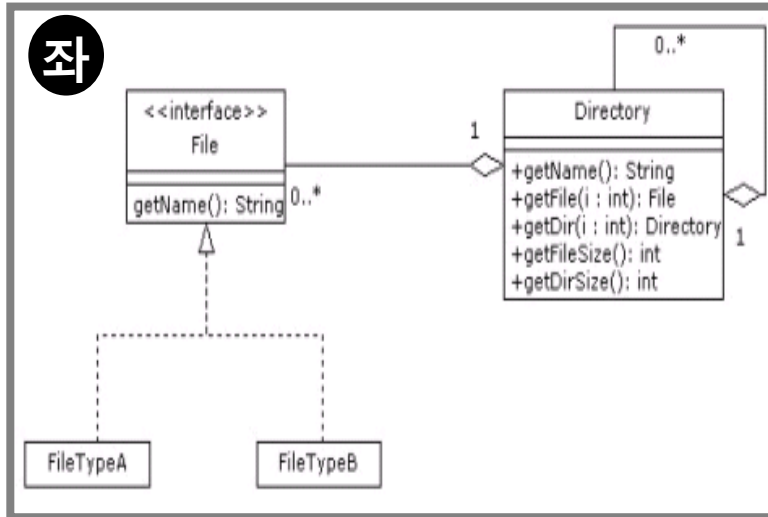 좌
<<interface>>
File
getName(): String
0..*
1
Directory
+getName(): String
+getFile(i : int): File
+getDir(i : int): Directory
+getFileSize(): int
+getDirSize(): int
0..*
1
FileTypeA
FileTypeB